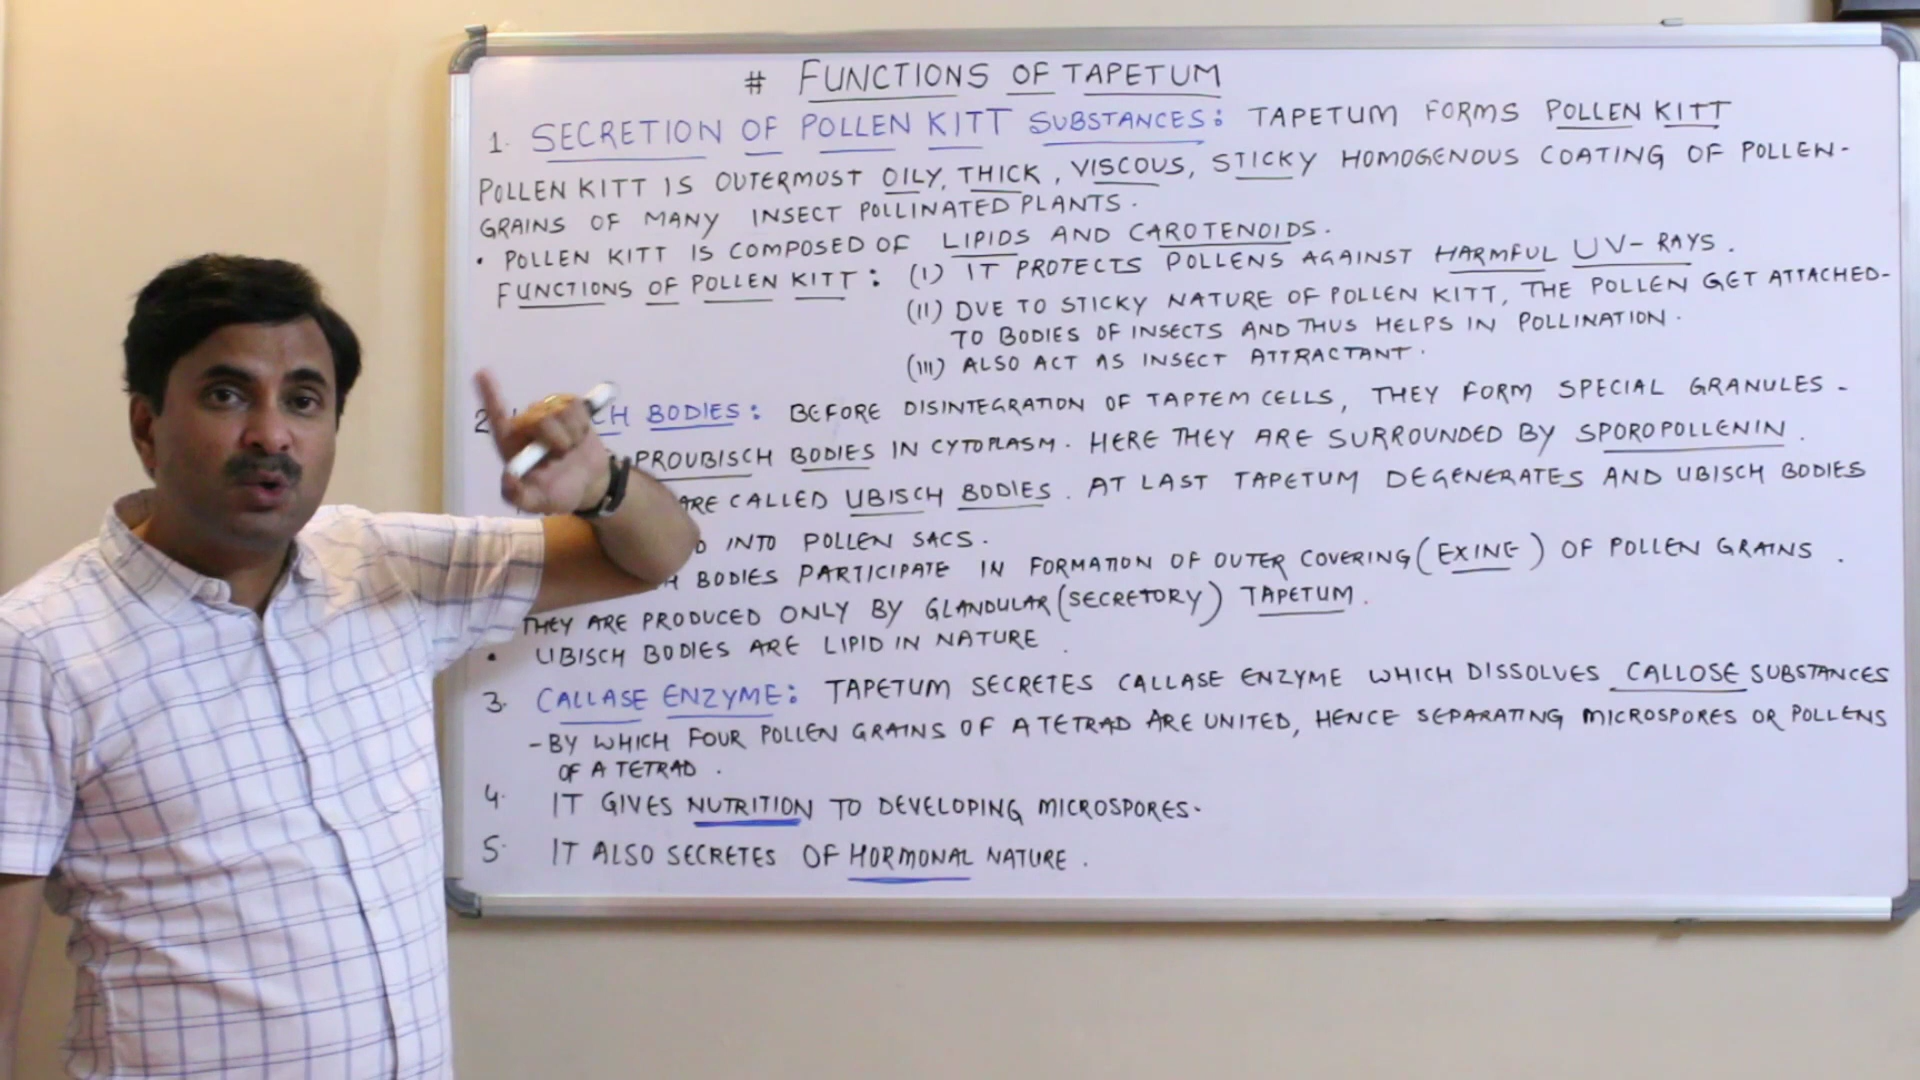 # FUNCTIONS OF TAPETUM
1. SECRETION OF POLLEN KITT SUBSTANCES: TAPETUM FORMS POLLEN KITT
POLLEN KITT IS OUTERMOST OILY, THICK, VISCOUS, STICKY HOMOGENOUS COATING OF POLLEN-
GRAINS OF MANY INSECT POLLINATED PLANTS.
• POLLEN KITT IS COMPOSED OF LIPIDS AND CAROTENOIDS.
FUNCTIONS OF POLLEN KITT: (I) IT PROTECTS POLLENS AGAINST HARMFUL UV-RAYS.
(II) DUE TO STICKY NATURE OF POLLEN KITT, THE POLLEN GET ATTACHED-
TO BODIES OF INSECTS AND THUS HELPS IN POLLINATION.
(III) ALSO ACT AS INSECT ATTRACTANT.
2. BODIES: BEFORE DISINTEGRATION OF TAPTEM CELLS, THEY FORM SPECIAL GRANULES-
PROUBISCH BODIES IN CYTOPLASM. HERE THEY ARE SURROUNDED BY SPOROPOLLENIN.
ARE CALLED UBISCH BODIES. AT LAST TAPETUM DEGENERATES AND UBISCH BODIES
INTO POLLEN SACS.
BODIES PARTICIPATE IN FORMATION OF OUTER COVERING (EXINE) OF POLLEN GRAINS.
THEY ARE PRODUCED ONLY BY GLANDULAR (SECRETORY) TAPETUM.
• UBISCH BODIES ARE LIPID IN NATURE.
3. CALLASE ENZYME: TAPETUM SECRETES CALLASE ENZYME WHICH DISSOLVES CALLOSE SUBSTANCES
-BY WHICH FOUR POLLEN GRAINS OF A TETRAD ARE UNITED, HENCE SEPARATING MICROSPORES OR POLLENS
OF A TETRAD.
4. IT GIVES NUTRITION TO DEVELOPING MICROSPORES.
5. IT ALSO SECRETES OF HORMONAL NATURE.